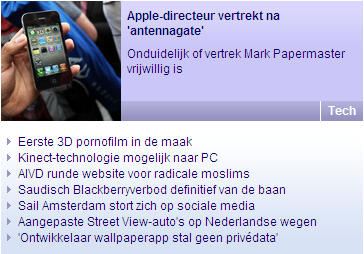 Apple-directeur vertrekt na
'antennagate'
Onduidelijk of vertrek Mark Papermaster
vrijwillig is
Tech
Eerste 3D pornofilm in de maak
Kinect-technologie mogelijk naar PC
AIVD runde website voor radicale moslims
Saudisch Blackberryverbod definitief van de baan
Sail Amsterdam stort zich op sociale media
Aangepaste Street View-auto's op Nederlandse wegen
'Ontwikkelaar wallpaperapp stal geen privédata'